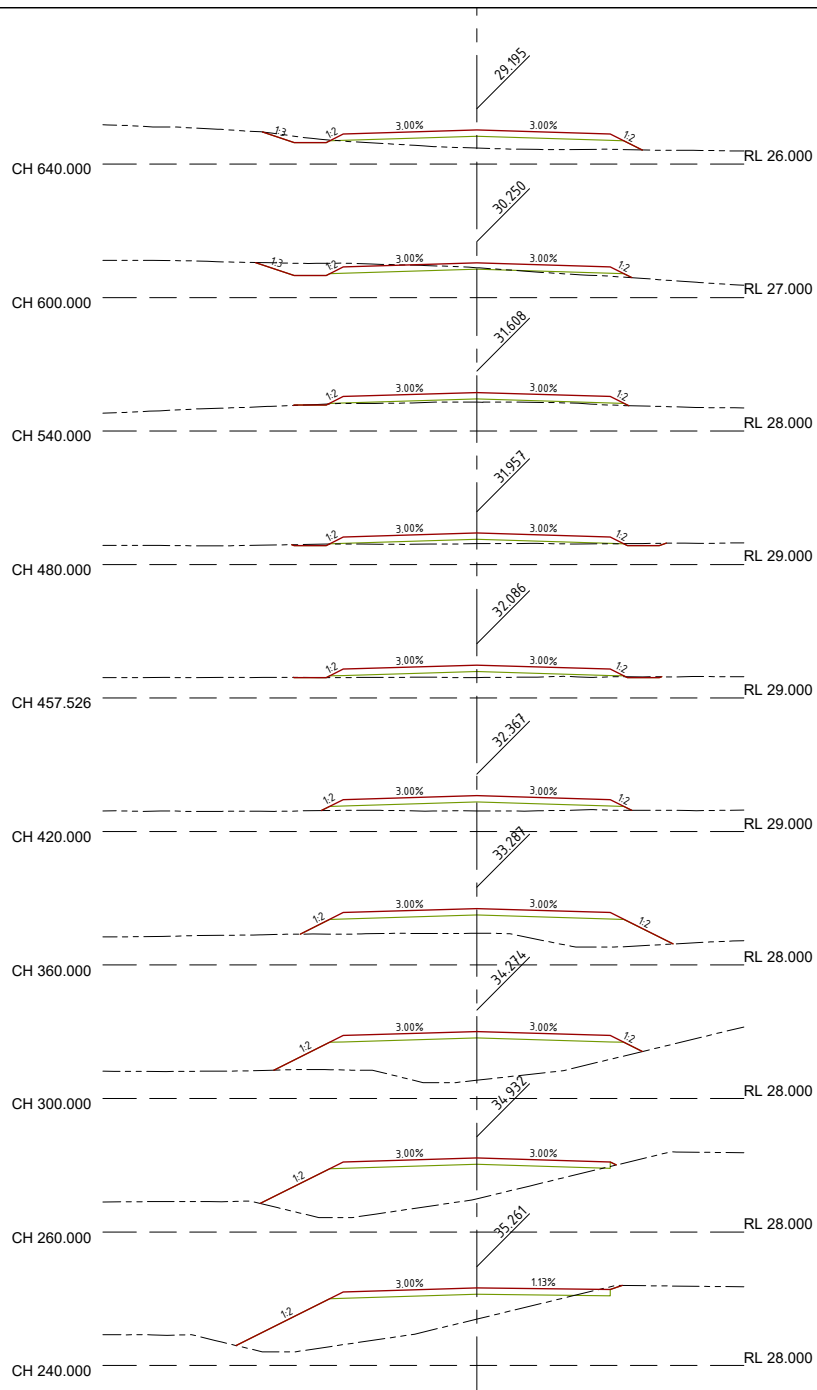 29.195
1:3 1:2 3.00% 3.00% 1:2
CH 640.000 RL 26.000
30.250
1:3 1:2 3.00% 3.00% 1:2
CH 600.000 RL 27.000
31.608
1:2 3.00% 3.00% 1:2
CH 540.000 RL 28.000
31.957
1:2 3.00% 3.00% 1:2
CH 480.000 RL 29.000
32.086
1:2 3.00% 3.00% 1:2
CH 457.526 RL 29.000
32.367
1:2 3.00% 3.00% 1:2
CH 420.000 RL 29.000
33.287
1:2 3.00% 3.00% 1:2
CH 360.000 RL 28.000
34.274
1:2 3.00% 3.00% 1:2
CH 300.000 RL 28.000
34.932
1:2 3.00% 3.00%
CH 260.000 RL 28.000
35.261
1:2 3.00% 1.13%
CH 240.000 RL 28.000